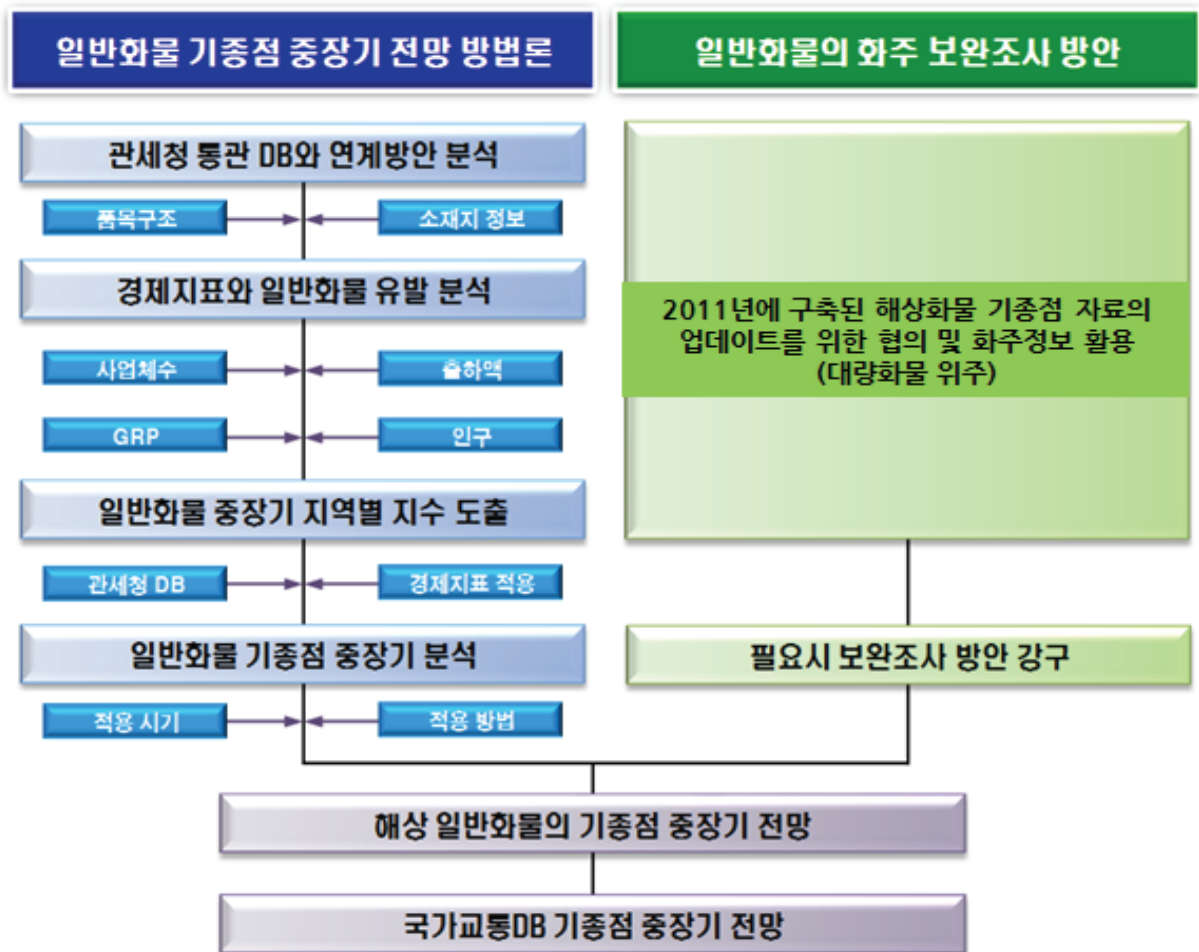 일반화물 기종점 중장기 전망 방법론
관세청 통관 DB와 연계방안 분석
품목구조
소재지 정보
경제지표와 일반화물 유발 분석
사업체수
출하액
GRP
인구
일반화물 중장기 지역별 지수 도출
관세청 DB
경제지표 적용
일반화물 기종점 중장기 분석
적용 시기
적용 방법
일반화물의 화주 보완조사 방안
2011년에 구축된 해상화물 기종점 자료의
업데이트를 위한 협의 및 화주정보 활용
(대량화물 위주)
필요시 보완조사 방안 강구
해상 일반화물의 기종점 중장기 전망
국가교통DB 기종점 중장기 전망